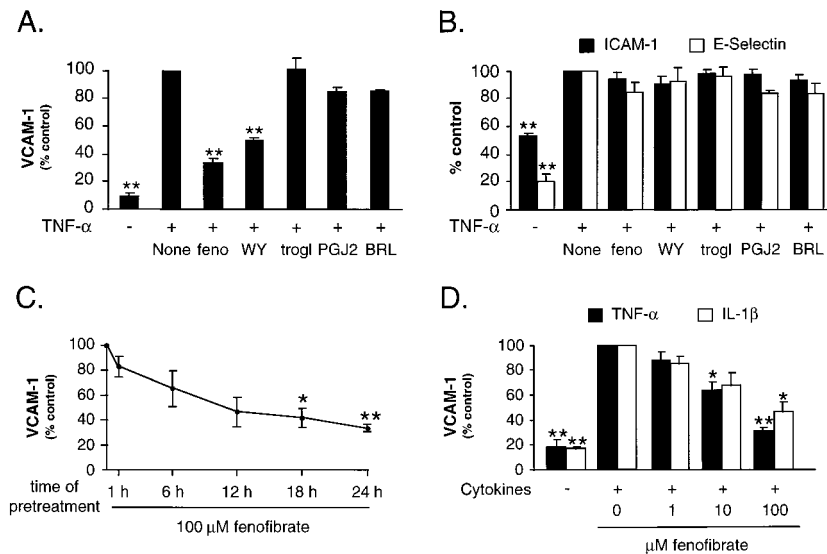 A.
VCAM-1
(% control)
100
80
60
40
20
0
**
**
**
TNF-α - + + + + + +
None feno WY trogl PGJ2 BRL
B.
ICAM-1 E-Selectin
% control
100
80
60
40
20
0
**
**
TNF-α - + + + + + +
None feno WY trogl PGJ2 BRL
C.
VCAM-1
(% control)
100
80
60
40
20
0
*
**
time of pretreatment 1 h 6 h 12 h 18 h 24 h
100 µM fenofibrate
D.
TNF-α IL-1β
VCAM-1
(% control)
100
80
60
40
20
0
** **
*
**
*
Cytokines - + + + +
0 1 10 100
µM fenofibrate